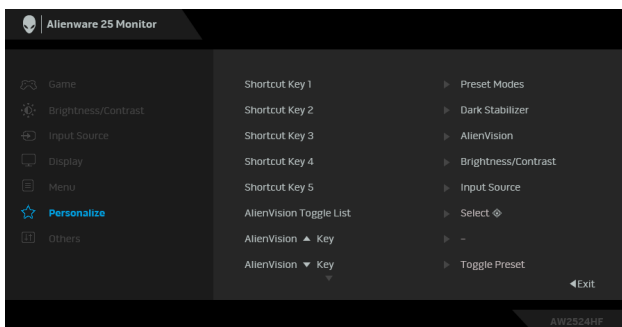 Alienware 25 Monitor
Game
Brightness/Contrast
Input Source
Display
Menu
Personalize
Others
Shortcut Key 1 Preset Modes
Shortcut Key 2 Dark Stabilizer
Shortcut Key 3 AlienVision
Shortcut Key 4 Brightness/Contrast
Shortcut Key 5 Input Source
AlienVision Toggle List Select
AlienVision ▲ Key –
AlienVision ▼ Key Toggle Preset
Exit
AW2524HF